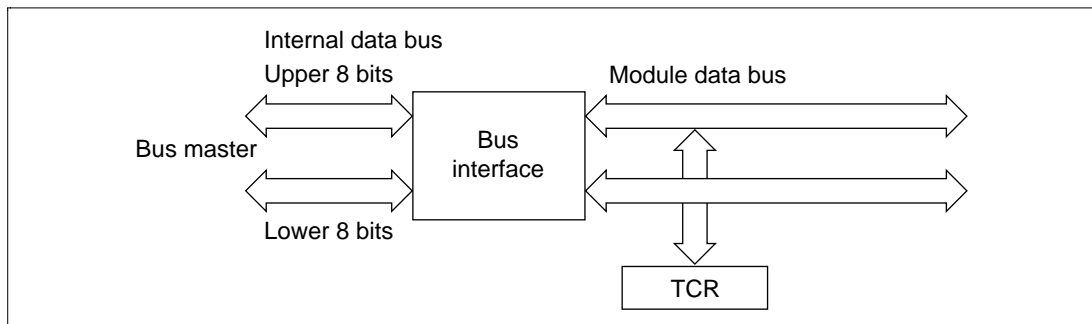 Internal data bus
Upper 8 bits
Module data bus
Bus master
Bus
interface
Lower 8 bits
TCR